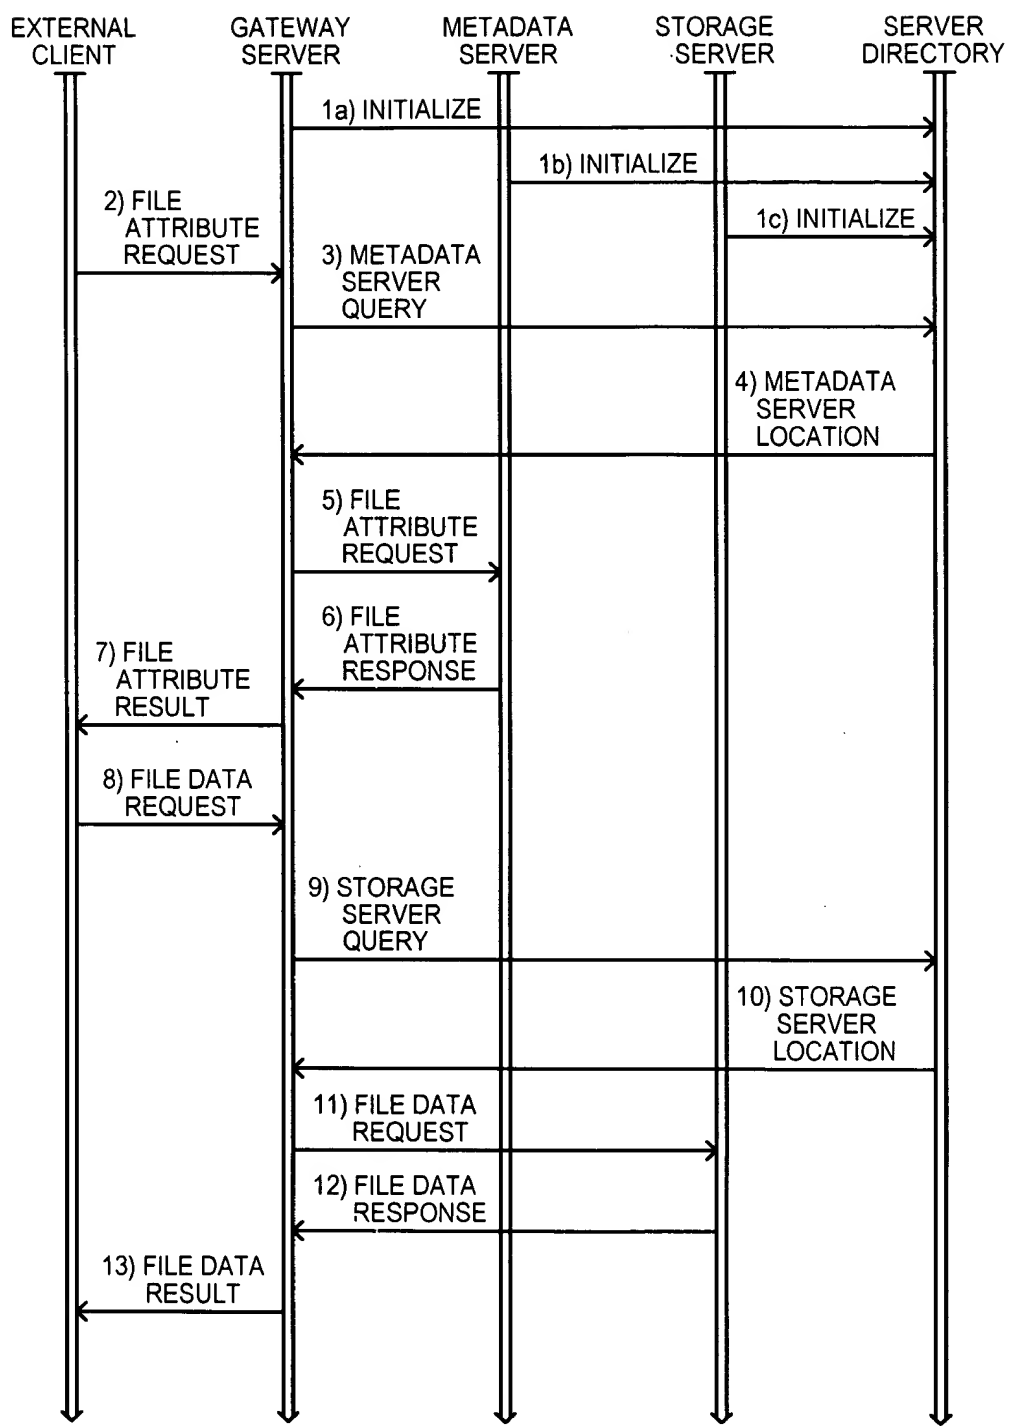 EXTERNAL
CLIENT
GATEWAY
SERVER
METADATA
SERVER
STORAGE
SERVER
SERVER
DIRECTORY
1a) INITIALIZE
1b) INITIALIZE
1c) INITIALIZE
2) FILE
ATTRIBUTE
REQUEST
3) METADATA
SERVER
QUERY
4) METADATA
SERVER
LOCATION
5) FILE
ATTRIBUTE
REQUEST
6) FILE
ATTRIBUTE
RESPONSE
7) FILE
ATTRIBUTE
RESULT
8) FILE DATA
REQUEST
9) STORAGE
SERVER
QUERY
10) STORAGE
SERVER
LOCATION
11) FILE DATA
REQUEST
12) FILE DATA
RESPONSE
13) FILE DATA
RESULT